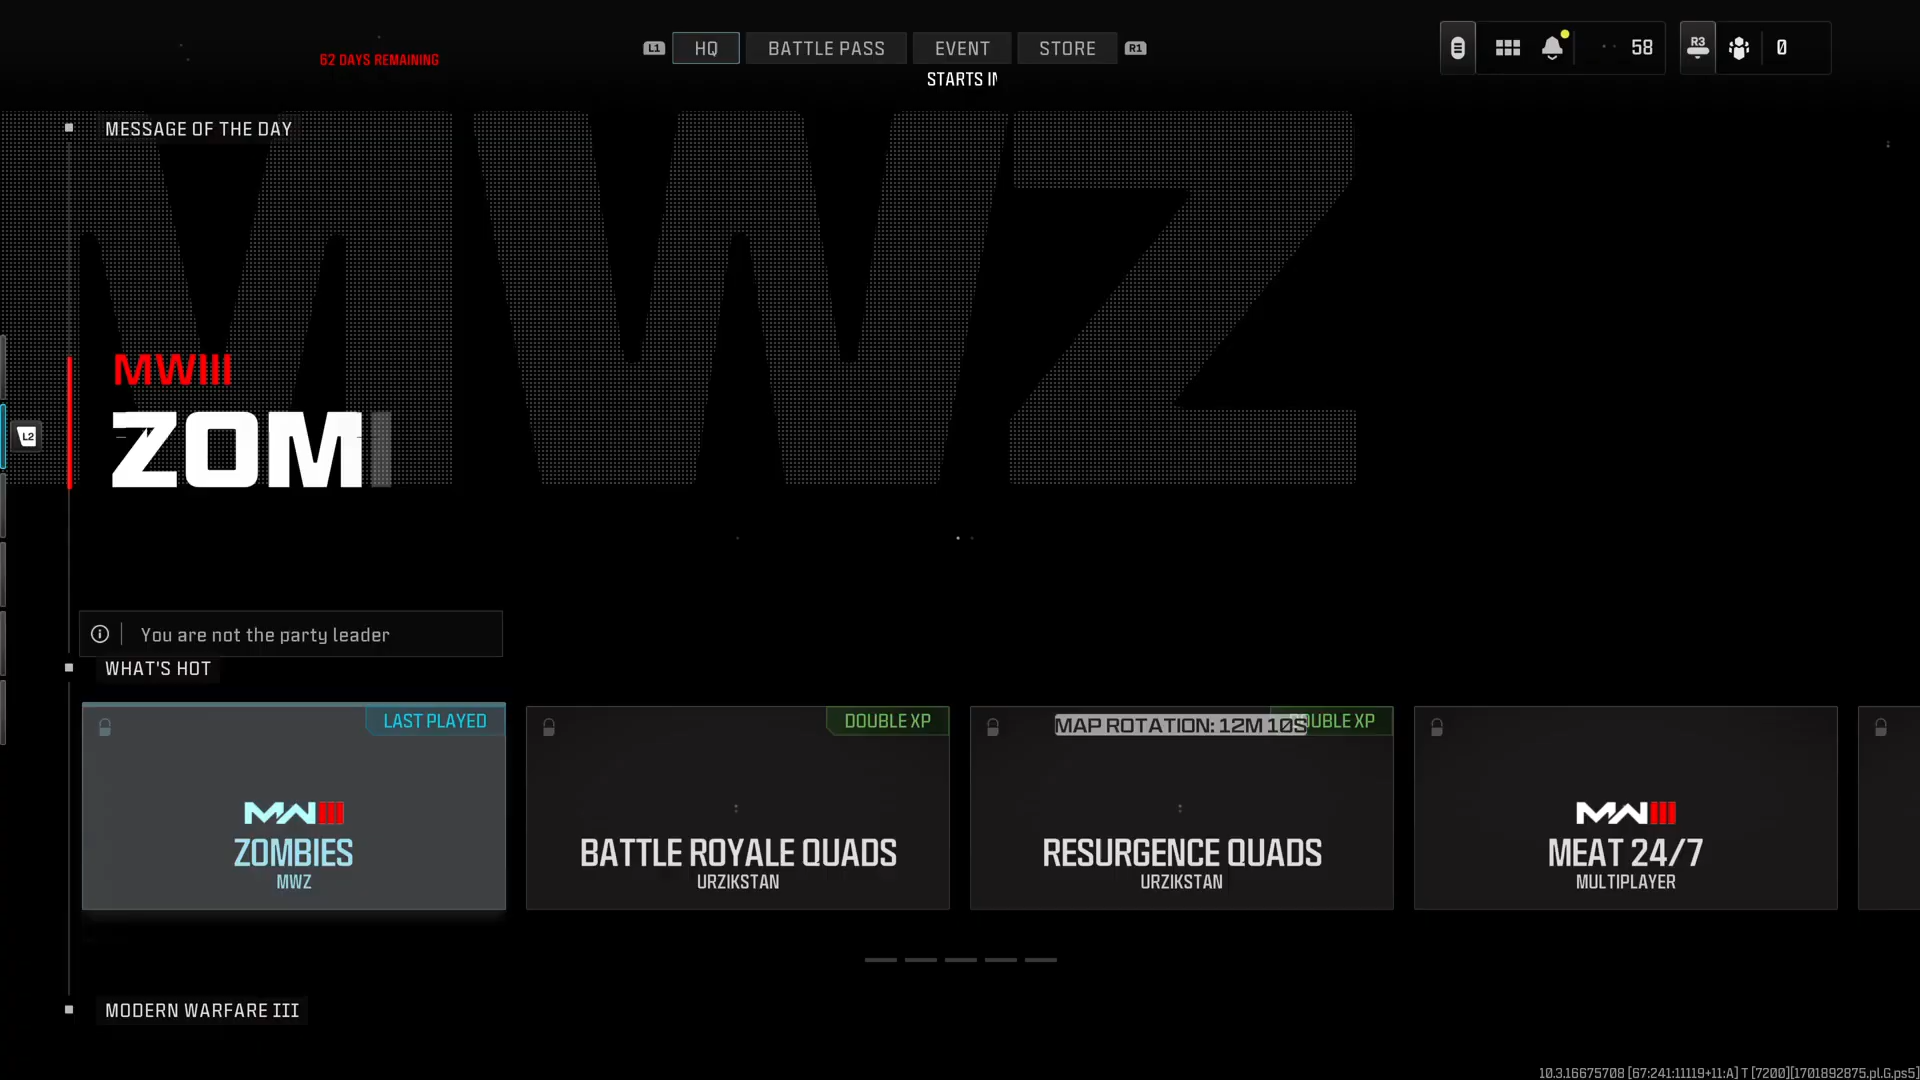 62 DAYS REMAINING
L1 HQ BATTLE PASS EVENT STORE R1
STARTS IN
58 R3 0
MESSAGE OF THE DAY
MWZ
MWIII
ZOMI
L2
You are not the party leader
WHAT'S HOT
LAST PLAYED
MWIII
ZOMBIES
MWZ
DOUBLE XP
BATTLE ROYALE QUADS
URZIKSTAN
MAP ROTATION: 12M 10S
DOUBLE XP
RESURGENCE QUADS
URZIKSTAN
MWIII
MEAT 24/7
MULTIPLAYER
MODERN WARFARE III
10.3.16675708 [67:241:11119+11:A] T [7200][1701892875.pl.G.ps5]